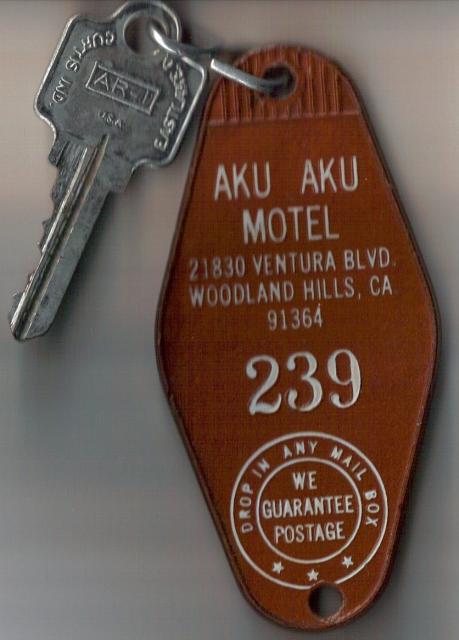 CURTIS IND.
AR-1
U.S.A.
AKU AKU
MOTEL
21830 VENTURA BLVD.
WOODLAND HILLS, CA
91364
239
DROP IN ANY MAIL BOX
WE
GUARANTEE
POSTAGE